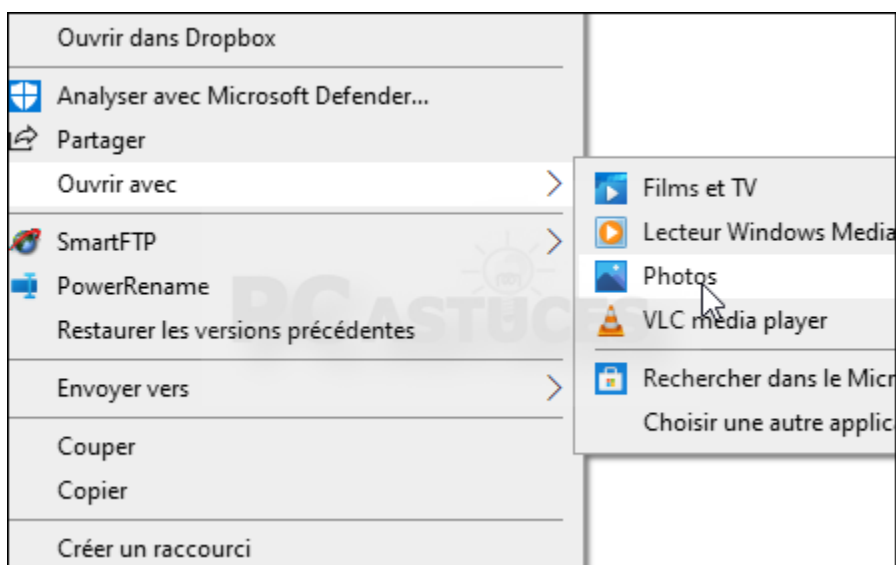 Ouvrir dans Dropbox
Analyser avec Microsoft Defender...
Partager
Ouvrir avec
SmartFTP
PowerRename
Restaurer les versions précédentes
Envoyer vers
Couper
Copier
Créer un raccourci
Films et TV
Lecteur Windows Media
Photos
VLC media player
Rechercher dans le Micr
Choisir une autre applic
PC ASTUCES